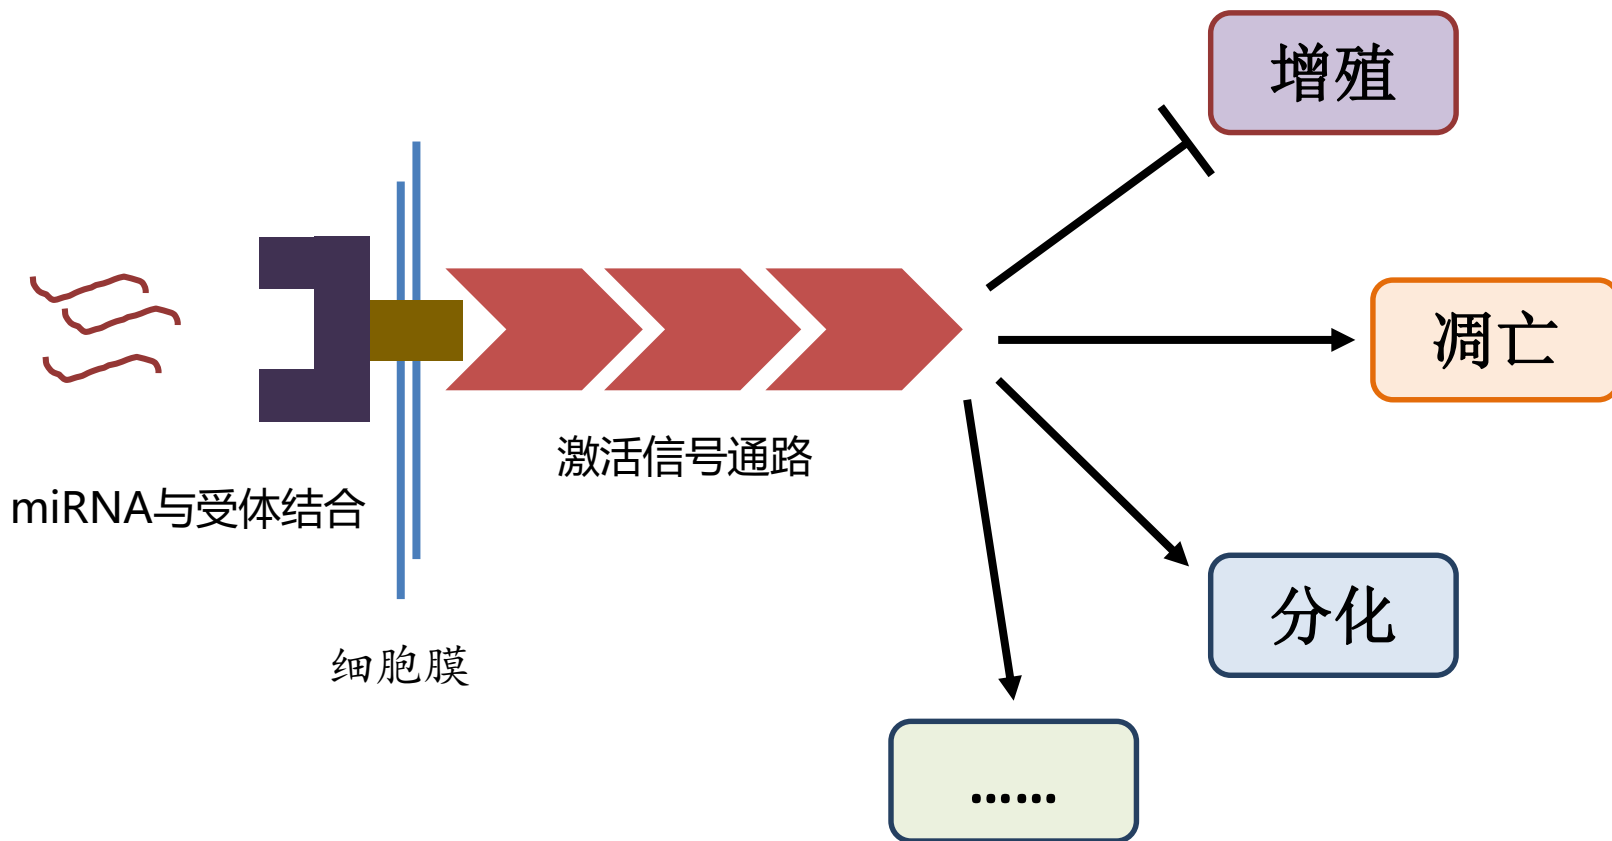 增殖
凋亡
激活信号通路
miRNA与受体结合
分化
细胞膜
......